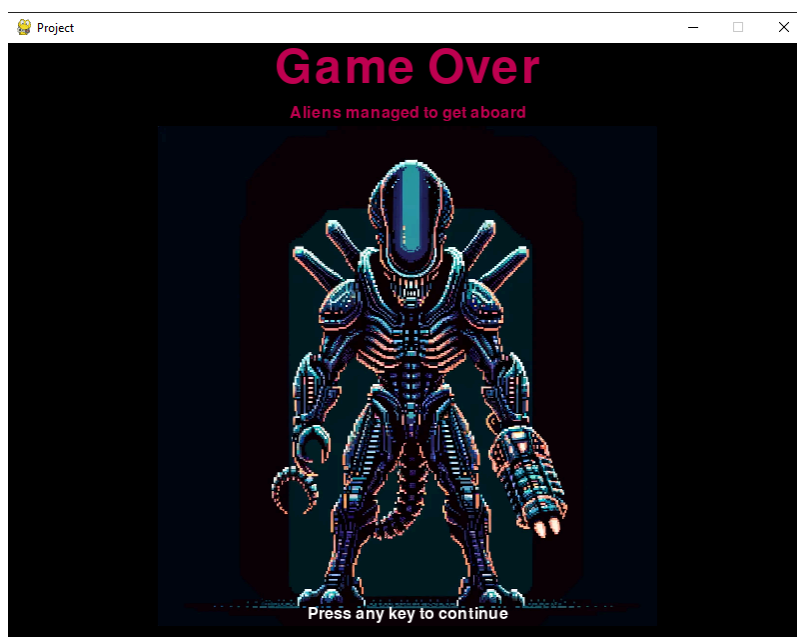 Project
Game Over
Aliens managed to get aboard
Press any key to continue